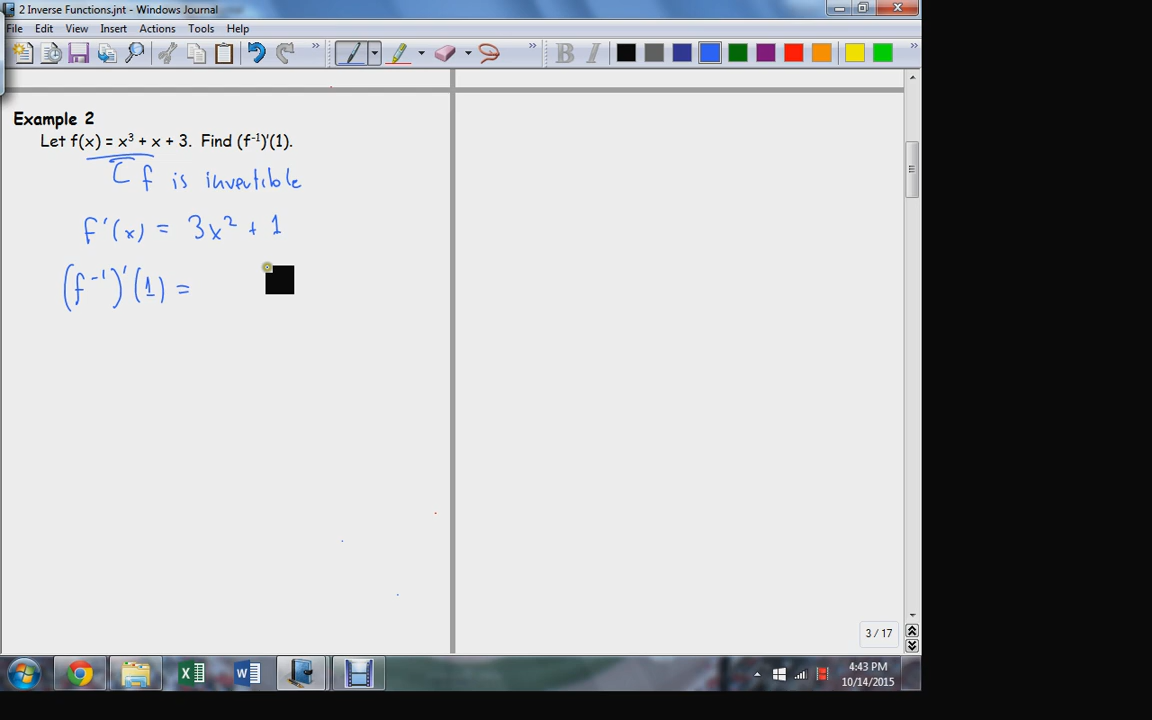 2 Inverse Functions.jnt - Windows Journal
File Edit View Insert Actions Tools Help
» » B I »
Example 2
Let f(x) = x³ + x + 3. Find (f⁻¹)'(1).
f is invertible
f'(x) = 3x² + 1
(f⁻¹)'(1) =
3 / 17
4:43 PM
10/14/2015